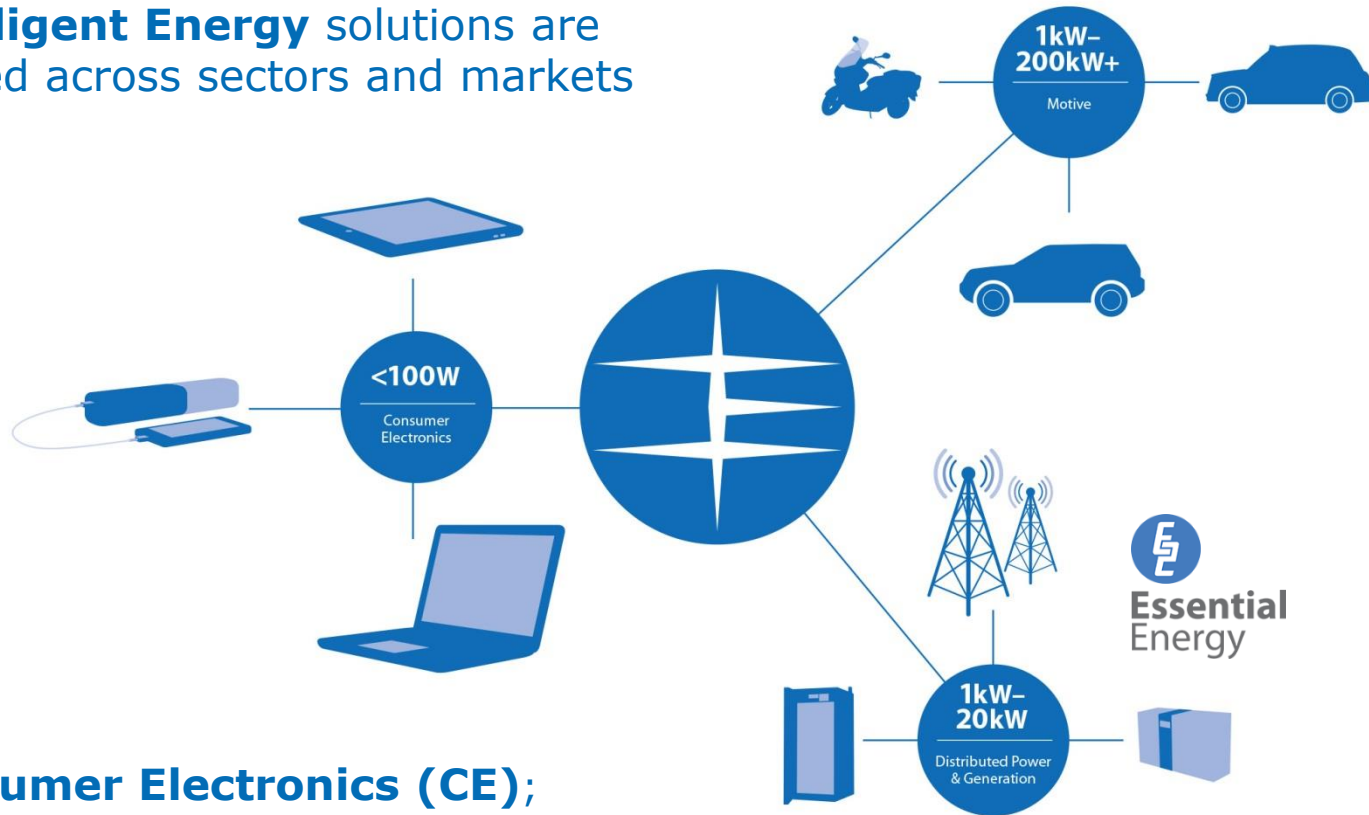 ligent Energy solutions are
ed across sectors and markets
1kW–
200kW+
Motive
<100W
Consumer
Electronics
Essential
Energy
1kW–
20kW
Distributed Power
& Generation
umer Electronics (CE);